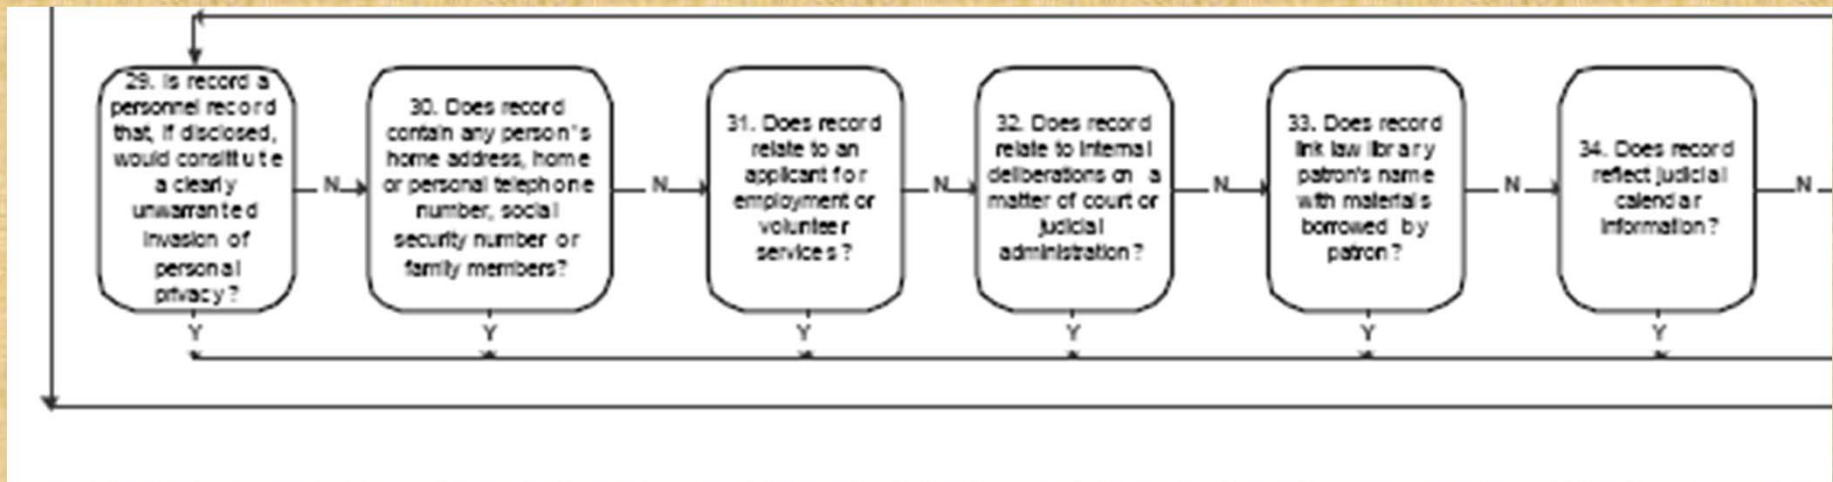 29. Is record a
personnel record
that, if disclosed,
would constitute
a clearly
unwarranted
invasion of
personal
privacy?
N
30. Does record
contain any person's
home address, home
or personal telephone
number, social
security number or
family members?
N
31. Does record
relate to an
applicant for
employment or
volunteer
services?
N
32. Does record
relate to internal
deliberations on a
matter of court or
judicial
administration?
N
33. Does record
link law library
patron's name
with materials
borrowed by
patron?
N
34. Does record
reflect judicial
calendar
information?
N
Y
Y
Y
Y
Y
Y